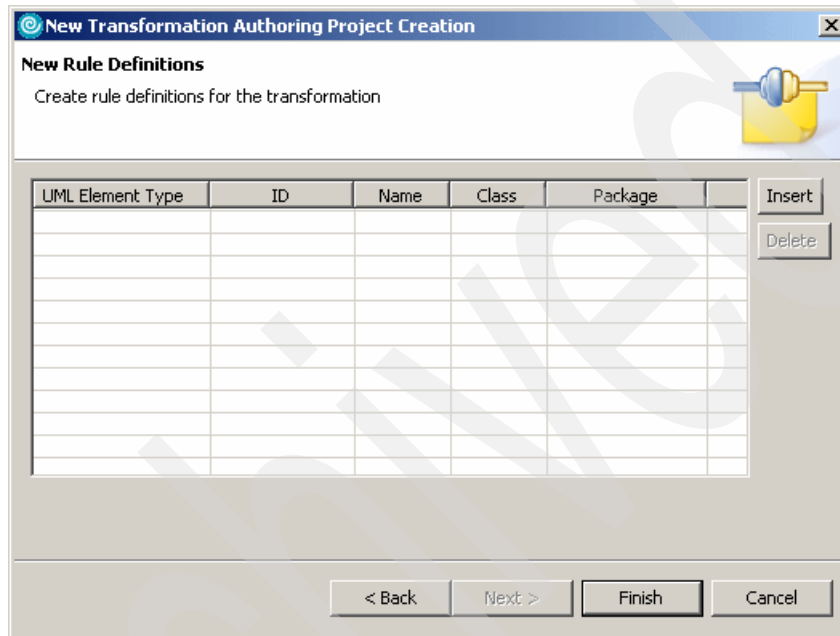 New Transformation Authoring Project Creation
New Rule Definitions
Create rule definitions for the transformation
UML Element Type ID Name Class Package
Insert
Delete
< Back Next > Finish Cancel